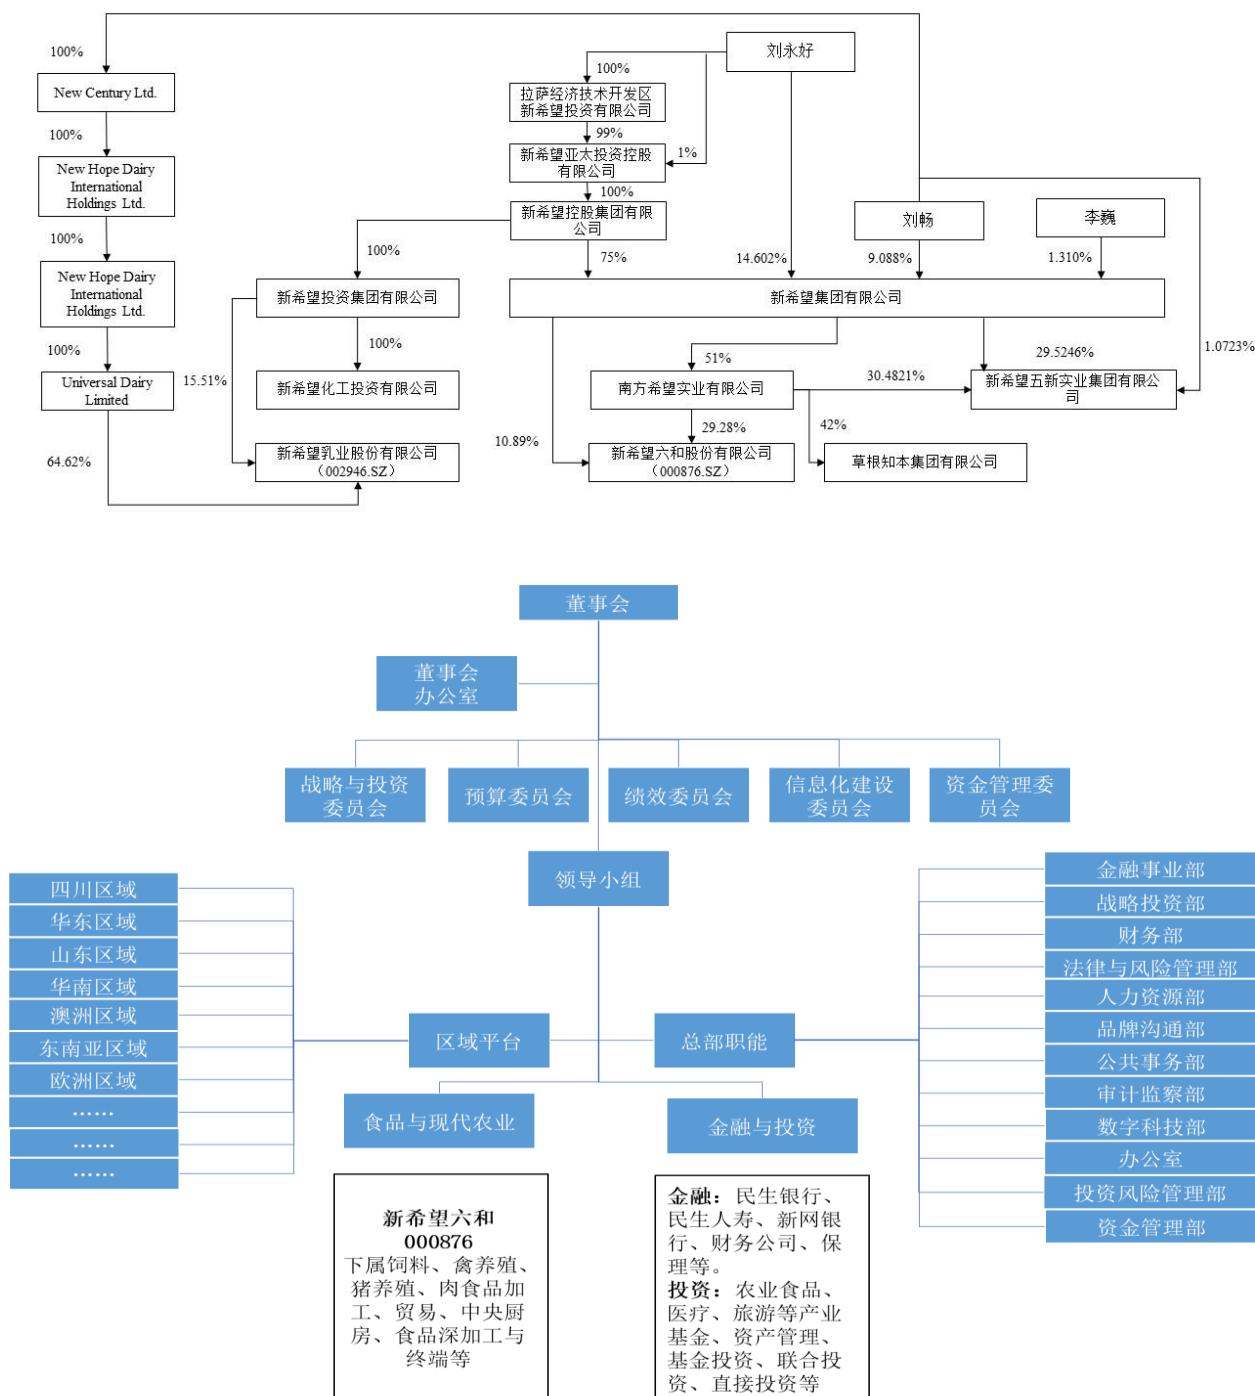 100%
New Century Ltd.
100%
New Hope Dairy
International
Holdings Ltd.
100%
New Hope Dairy
International
Holdings Ltd.
100%
Universal Dairy
Limited
64.62%
刘永好
100%
拉萨经济技术开发区
新希望投资有限公司
99%
1%
新希望亚太投资控股
有限公司
100%
新希望控股集团有限
公司
刘畅
李巍
100%
75%
14.602%
9.088%
1.310%
新希望投资集团有限公司
新希望集团有限公司
100%
15.51%
51%
29.5246%
1.0723%
新希望化工投资有限公司
南方希望实业有限公司
30.4821%
新希望五新实业集团有限公
司
10.89%
29.28%
42%
新希望乳业股份有限公司
（002946.SZ）
新希望六和股份有限公司
（000876.SZ）
草根知本集团有限公司
董事会
董事会
办公室
战略与投资
委员会
预算委员会
绩效委员会
信息化建设
委员会
资金管理委
员会
领导小组
四川区域
华东区域
山东区域
华南区域
澳洲区域
东南亚区域
欧洲区域
……
……
……
区域平台
总部职能
金融事业部
战略投资部
财务部
法律与风险管理部
人力资源部
品牌沟通部
公共事务部
审计监察部
数字科技部
办公室
投资风险管理部
资金管理部
食品与现代农业
金融与投资
新希望六和
000876
下属饲料、禽养殖、
猪养殖、肉食品加
工、贸易、中央厨
房、食品深加工与
终端等
金融：民生银行、
民生人寿、新网银
行、财务公司、保
理等。
投资：农业食品、
医疗、旅游等产业
基金、资产管理、
基金投资、联合投
资、直接投资等